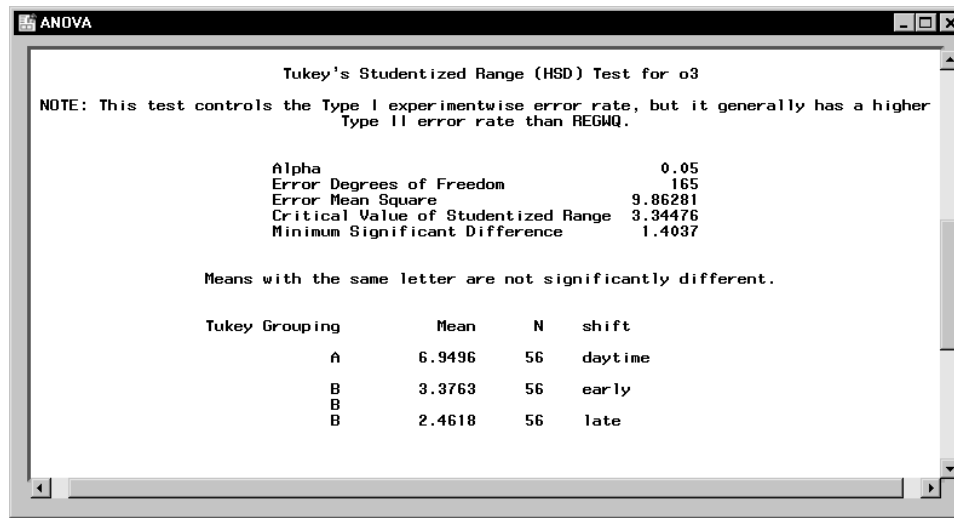 ANOVA
Tukey's Studentized Range (HSD) Test for o3
NOTE: This test controls the Type I experimentwise error rate, but it generally has a higher
Type II error rate than REGWQ.
Alpha 0.05
Error Degrees of Freedom 165
Error Mean Square 9.86281
Critical Value of Studentized Range 3.34476
Minimum Significant Difference 1.4037
Means with the same letter are not significantly different.
Tukey Grouping Mean N shift
A 6.9496 56 daytime
B 3.3763 56 early
B
B 2.4618 56 late